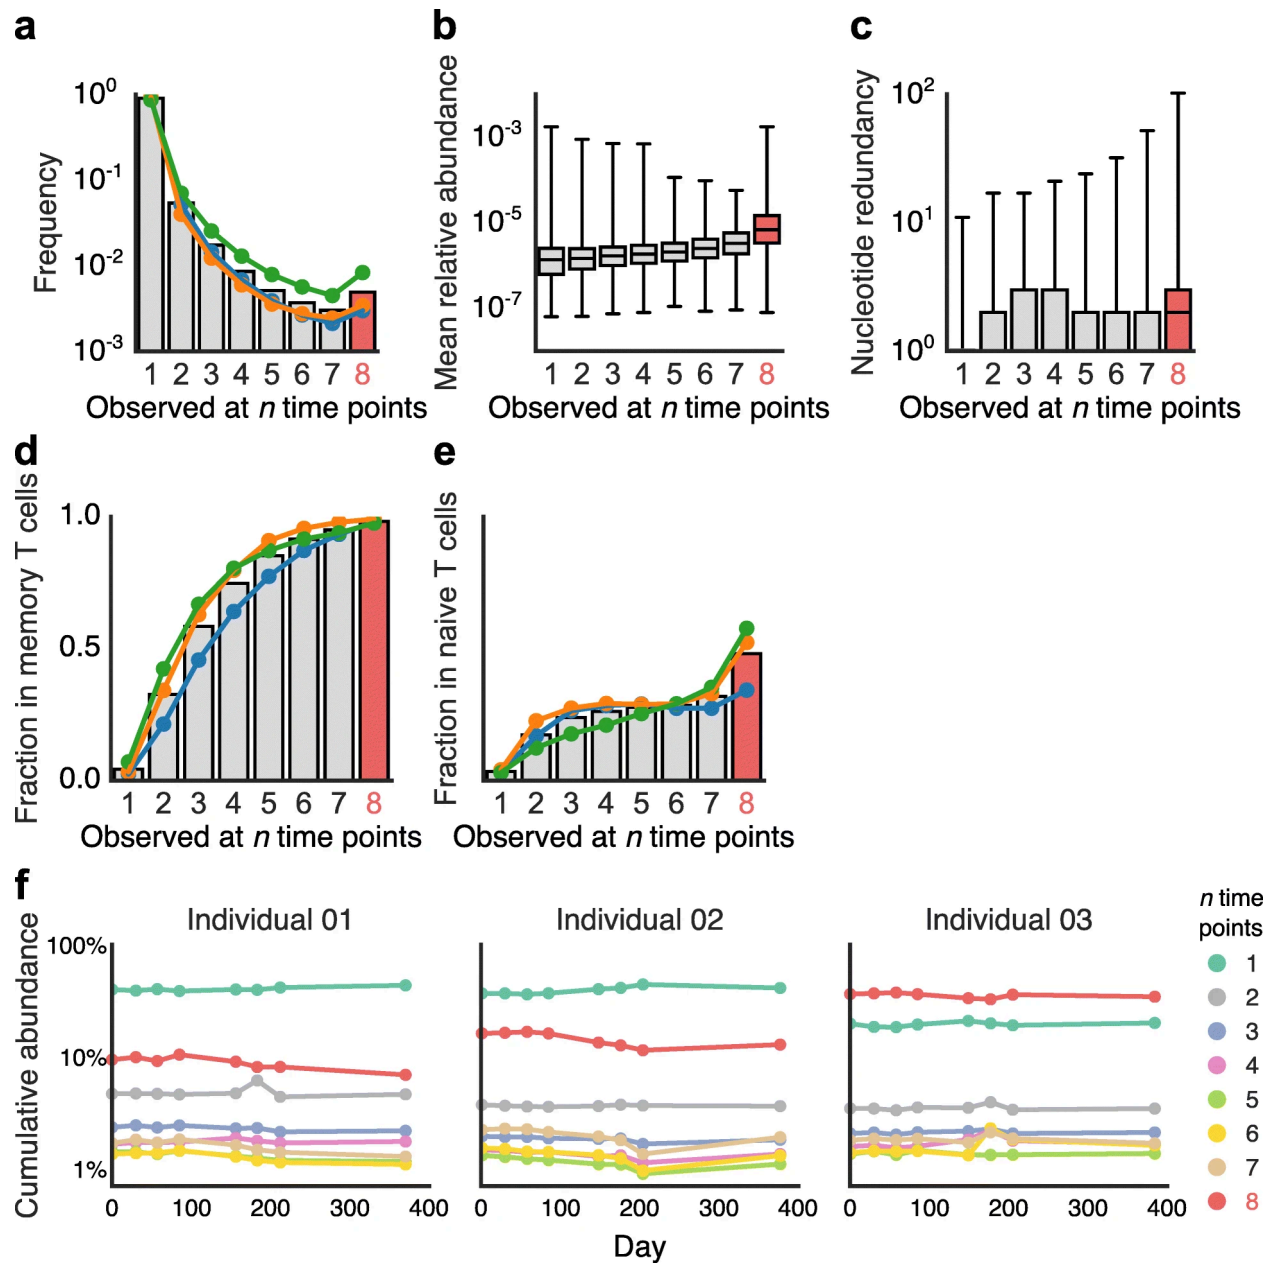 a
Frequency
10^0
10^-1
10^-2
10^-3
1 2 3 4 5 6 7 8
Observed at n time points
b
Mean relative abundance
10^-3
10^-5
10^-7
1 2 3 4 5 6 7 8
Observed at n time points
c
Nucleotide redundancy
10^2
10^1
10^0
1 2 3 4 5 6 7 8
Observed at n time points
d
Fraction in memory T cells
1.0
0.5
0.0
1 2 3 4 5 6 7 8
Observed at n time points
e
Fraction in naive T cells
1 2 3 4 5 6 7 8
Observed at n time points
f
Cumulative abundance
Individual 01
100%
10%
1%
0 100 200 300 400
Individual 02
0 100 200 300 400
Individual 03
0 100 200 300 400
Day
n time
points
1
2
3
4
5
6
7
8